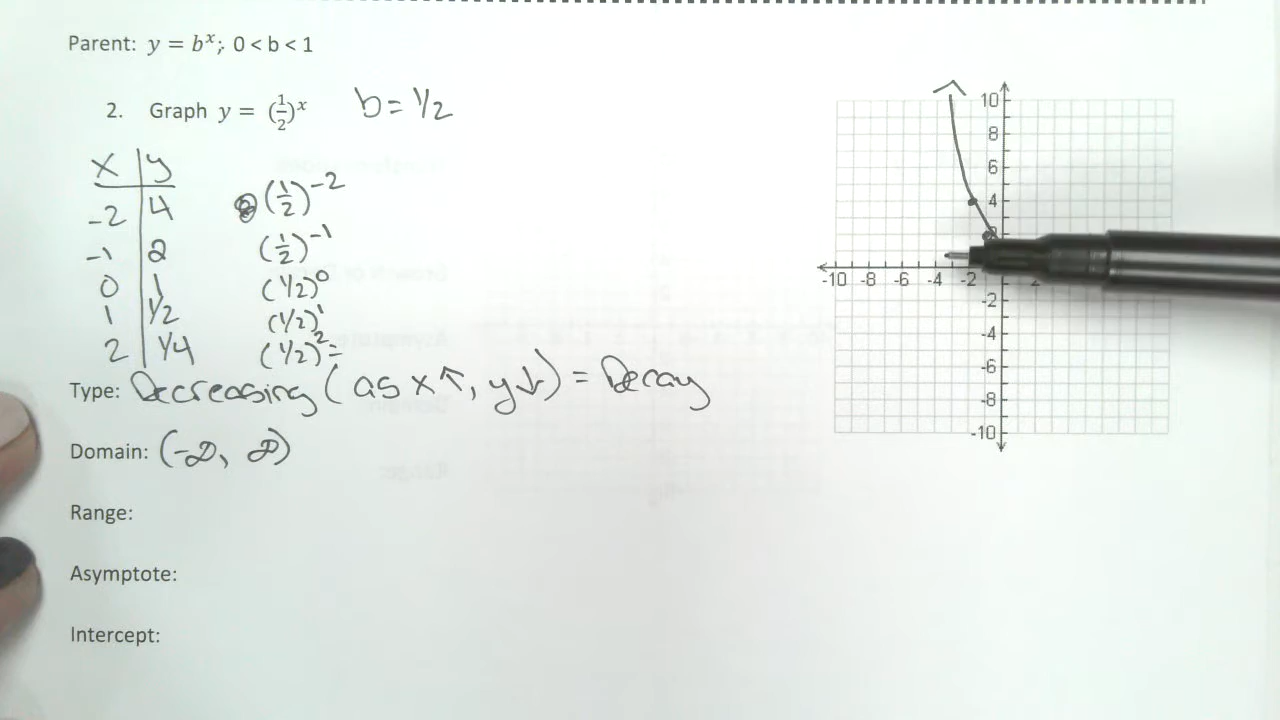 Parent: y = bˣ; 0 < b < 1
2. Graph y = (1/2)ˣ b = 1/2
x y
-2 4 (1/2)⁻²
-1 2 (1/2)⁻¹
0 1 (1/2)⁰
1 1/2 (1/2)¹
2 1/4 (1/2)² =
Type: Decreasing (as x↑, y↓) = Decay
Domain: (-∞, ∞)
Range:
Asymptote:
Intercept:
10
8
6
4
2
-10 -8 -6 -4 -2 2
-2
-4
-6
-8
-10